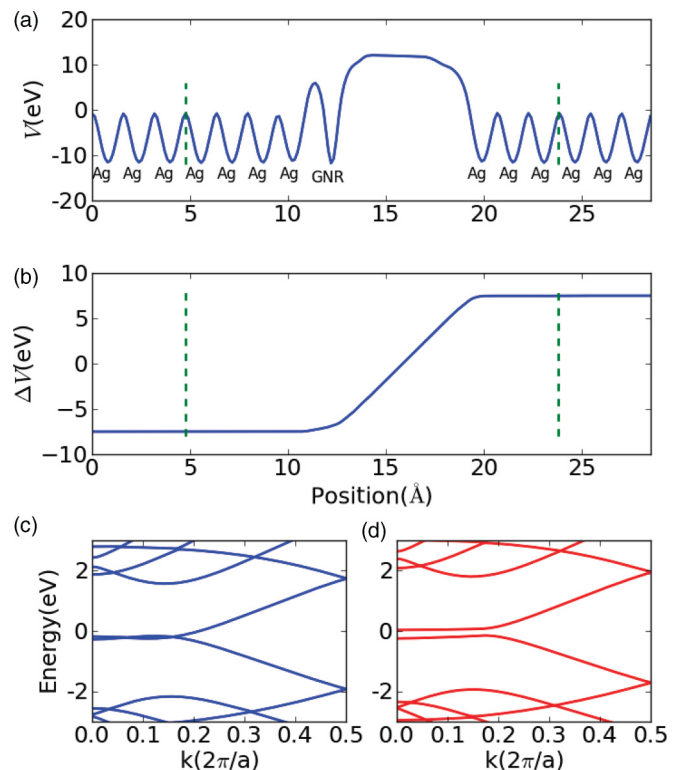 (a)
20
10
0
-10
-20
V(eV)
Ag Ag Ag Ag Ag Ag Ag GNR Ag Ag Ag Ag Ag Ag
0 5 10 15 20 25
(b)
10
5
0
−5
−10
ΔV(eV)
0 5 10 15 20 25
Position(Å)
(c) (d)
2
0
-2
Energy(eV)
0.0 0.1 0.2 0.3 0.4 0.5
k(2π/a)
2
0
-2
0.0 0.1 0.2 0.3 0.4 0.5
k(2π/a)